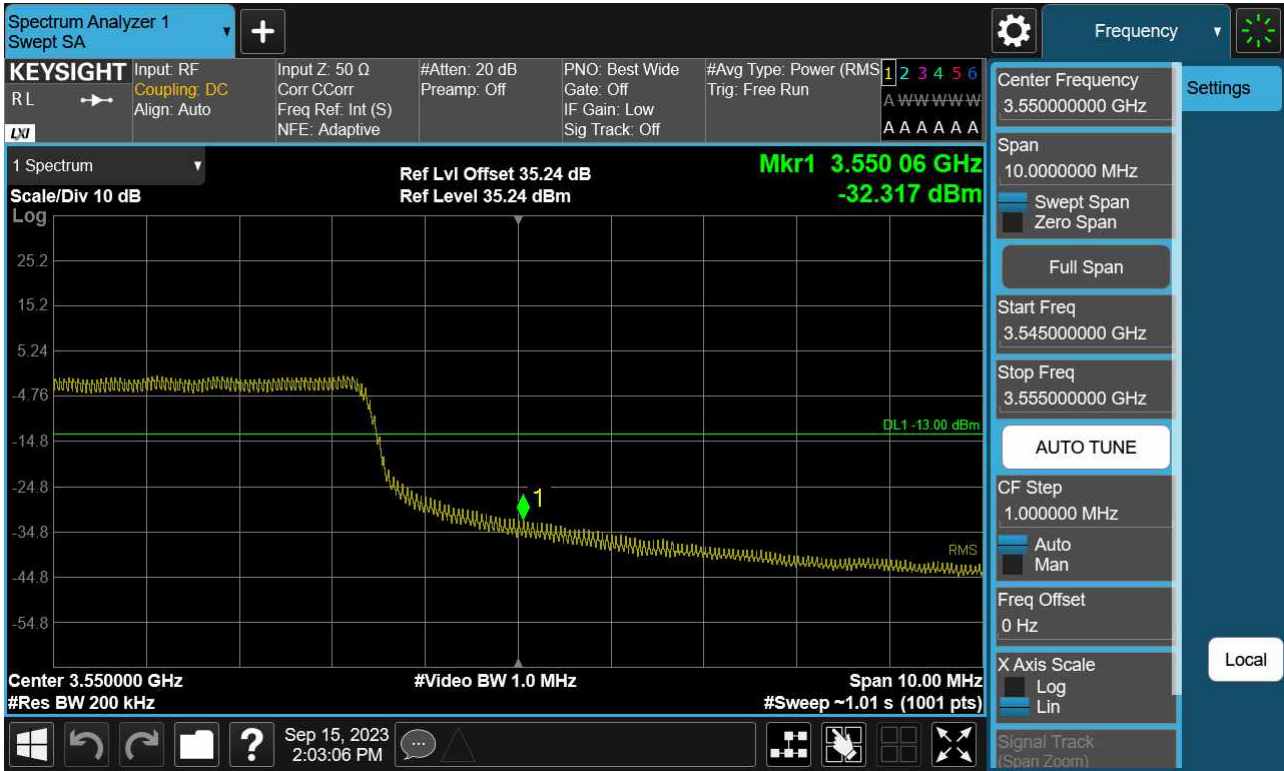 Spectrum Analyzer 1
Swept SA
+
Frequency
KEYSIGHT
R L
LXI
Input: RF
Coupling: DC
Align: Auto
Input Z: 50 Ω
Corr CCorr
Freq Ref: Int (S)
NFE: Adaptive
#Atten: 20 dB
Preamp: Off
PNO: Best Wide
Gate: Off
IF Gain: Low
Sig Track: Off
#Avg Type: Power (RMS
Trig: Free Run
1 2 3 4 5 6
A W W W W W
A A A A A A
1 Spectrum
Scale/Div 10 dB
Log
Ref Lvl Offset 35.24 dB
Ref Level 35.24 dBm
Mkr1 3.550 06 GHz
-32.317 dBm
25.2
15.2
5.24
-4.76
-14.8
-24.8
-34.8
-44.8
-54.8
DL1 -13.00 dBm
1
RMS
Center 3.550000 GHz
#Res BW 200 kHz
#Video BW 1.0 MHz
Span 10.00 MHz
#Sweep ~1.01 s (1001 pts)
Center Frequency
3.550000000 GHz
Span
10.0000000 MHz
Swept Span
Zero Span
Full Span
Start Freq
3.545000000 GHz
Stop Freq
3.555000000 GHz
AUTO TUNE
CF Step
1.000000 MHz
Auto
Man
Freq Offset
0 Hz
X Axis Scale
Log
Lin
Signal Track
(Span Zoom)
Settings
Local
?
Sep 15, 2023
2:03:06 PM